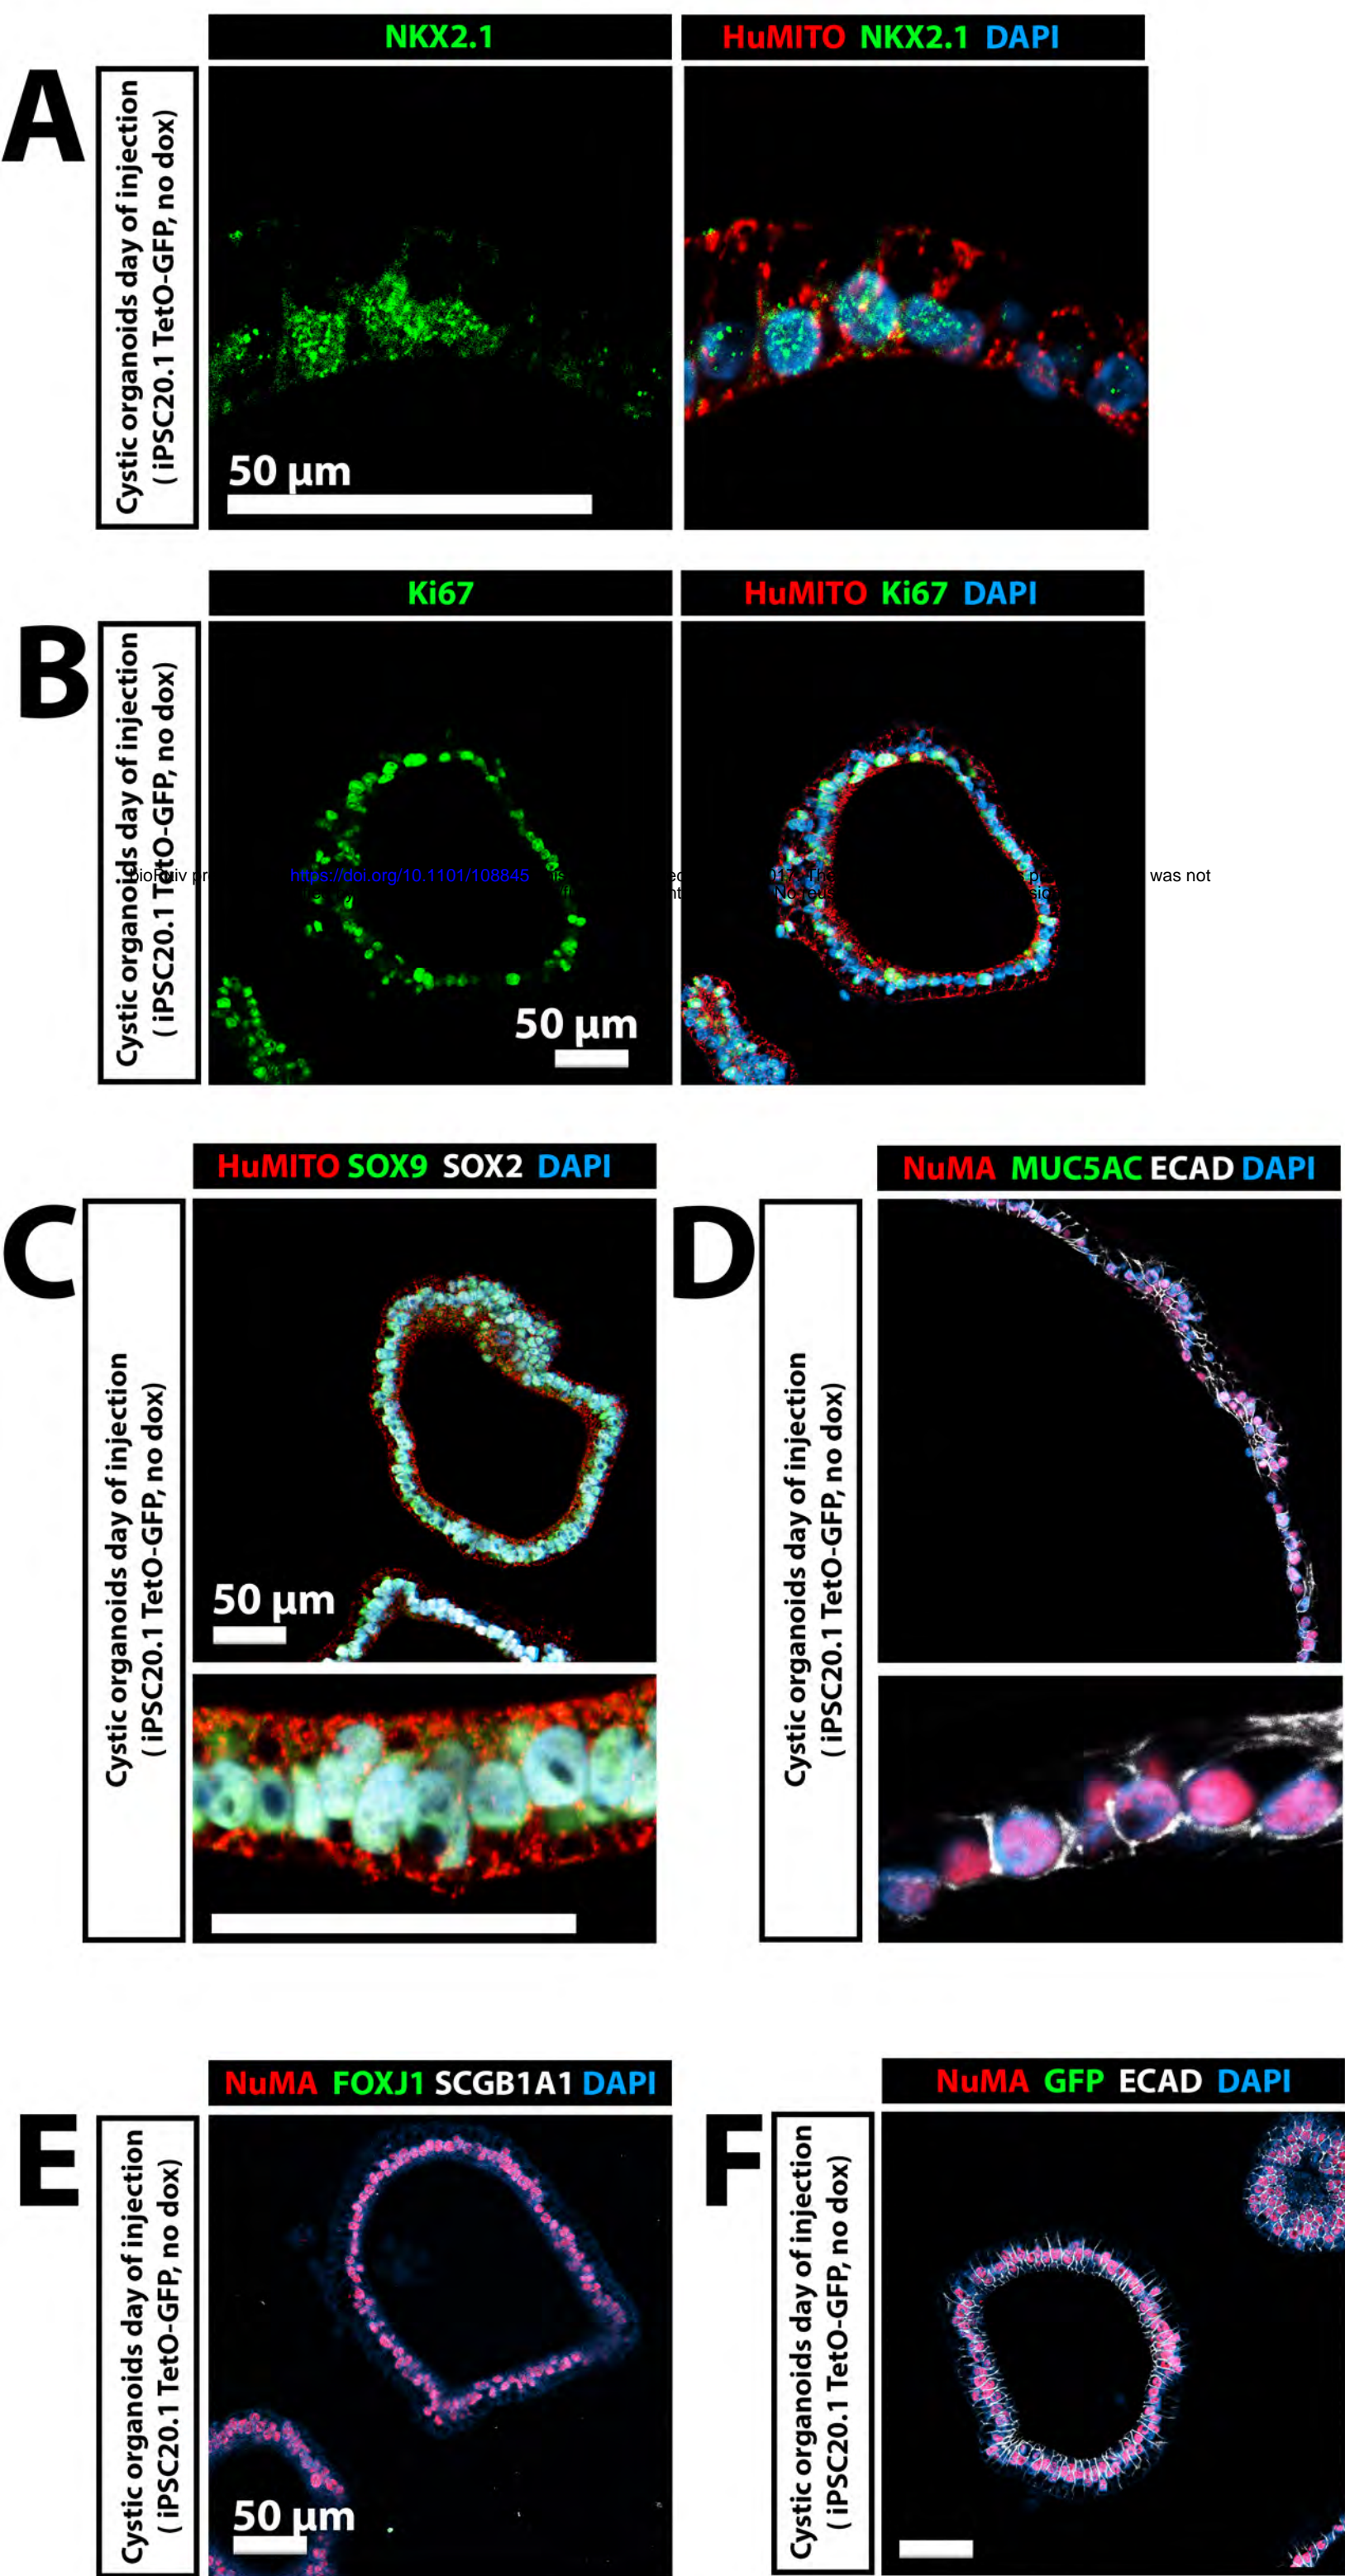 NKX2.1
HuMITO NKX2.1 DAPI
A
Cystic organoids day of injection
( iPSC20.1 TetO-GFP, no dox)
50 µm
Ki67
HuMITO Ki67 DAPI
B
Cystic organoids day of injection
( iPSC20.1 TetO-GFP, no dox)
https://doi.org/10.1101/108845
was not
50 µm
HuMITO SOX9 SOX2 DAPI
C
Cystic organoids day of injection
( iPSC20.1 TetO-GFP, no dox)
50 µm
NuMA MUC5AC ECAD DAPI
D
Cystic organoids day of injection
( iPSC20.1 TetO-GFP, no dox)
NuMA FOXJ1 SCGB1A1 DAPI
E
Cystic organoids day of injection
( iPSC20.1 TetO-GFP, no dox)
50 µm
NuMA GFP ECAD DAPI
F
Cystic organoids day of injection
( iPSC20.1 TetO-GFP, no dox)